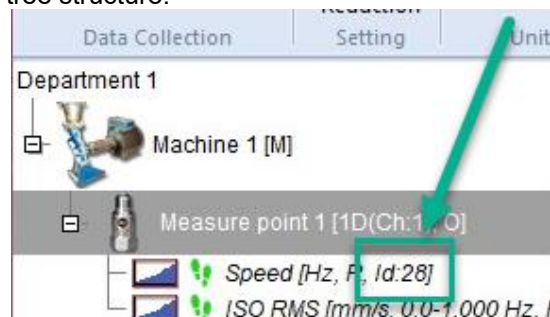 tree structure.
Reduction
Data Collection Setting Unit
Department 1
Machine 1 [M]
Measure point 1 [1D(Ch:1), O]
Speed [Hz, R, Id:28]
ISO RMS [mm/s, 0.0-1,000 Hz,